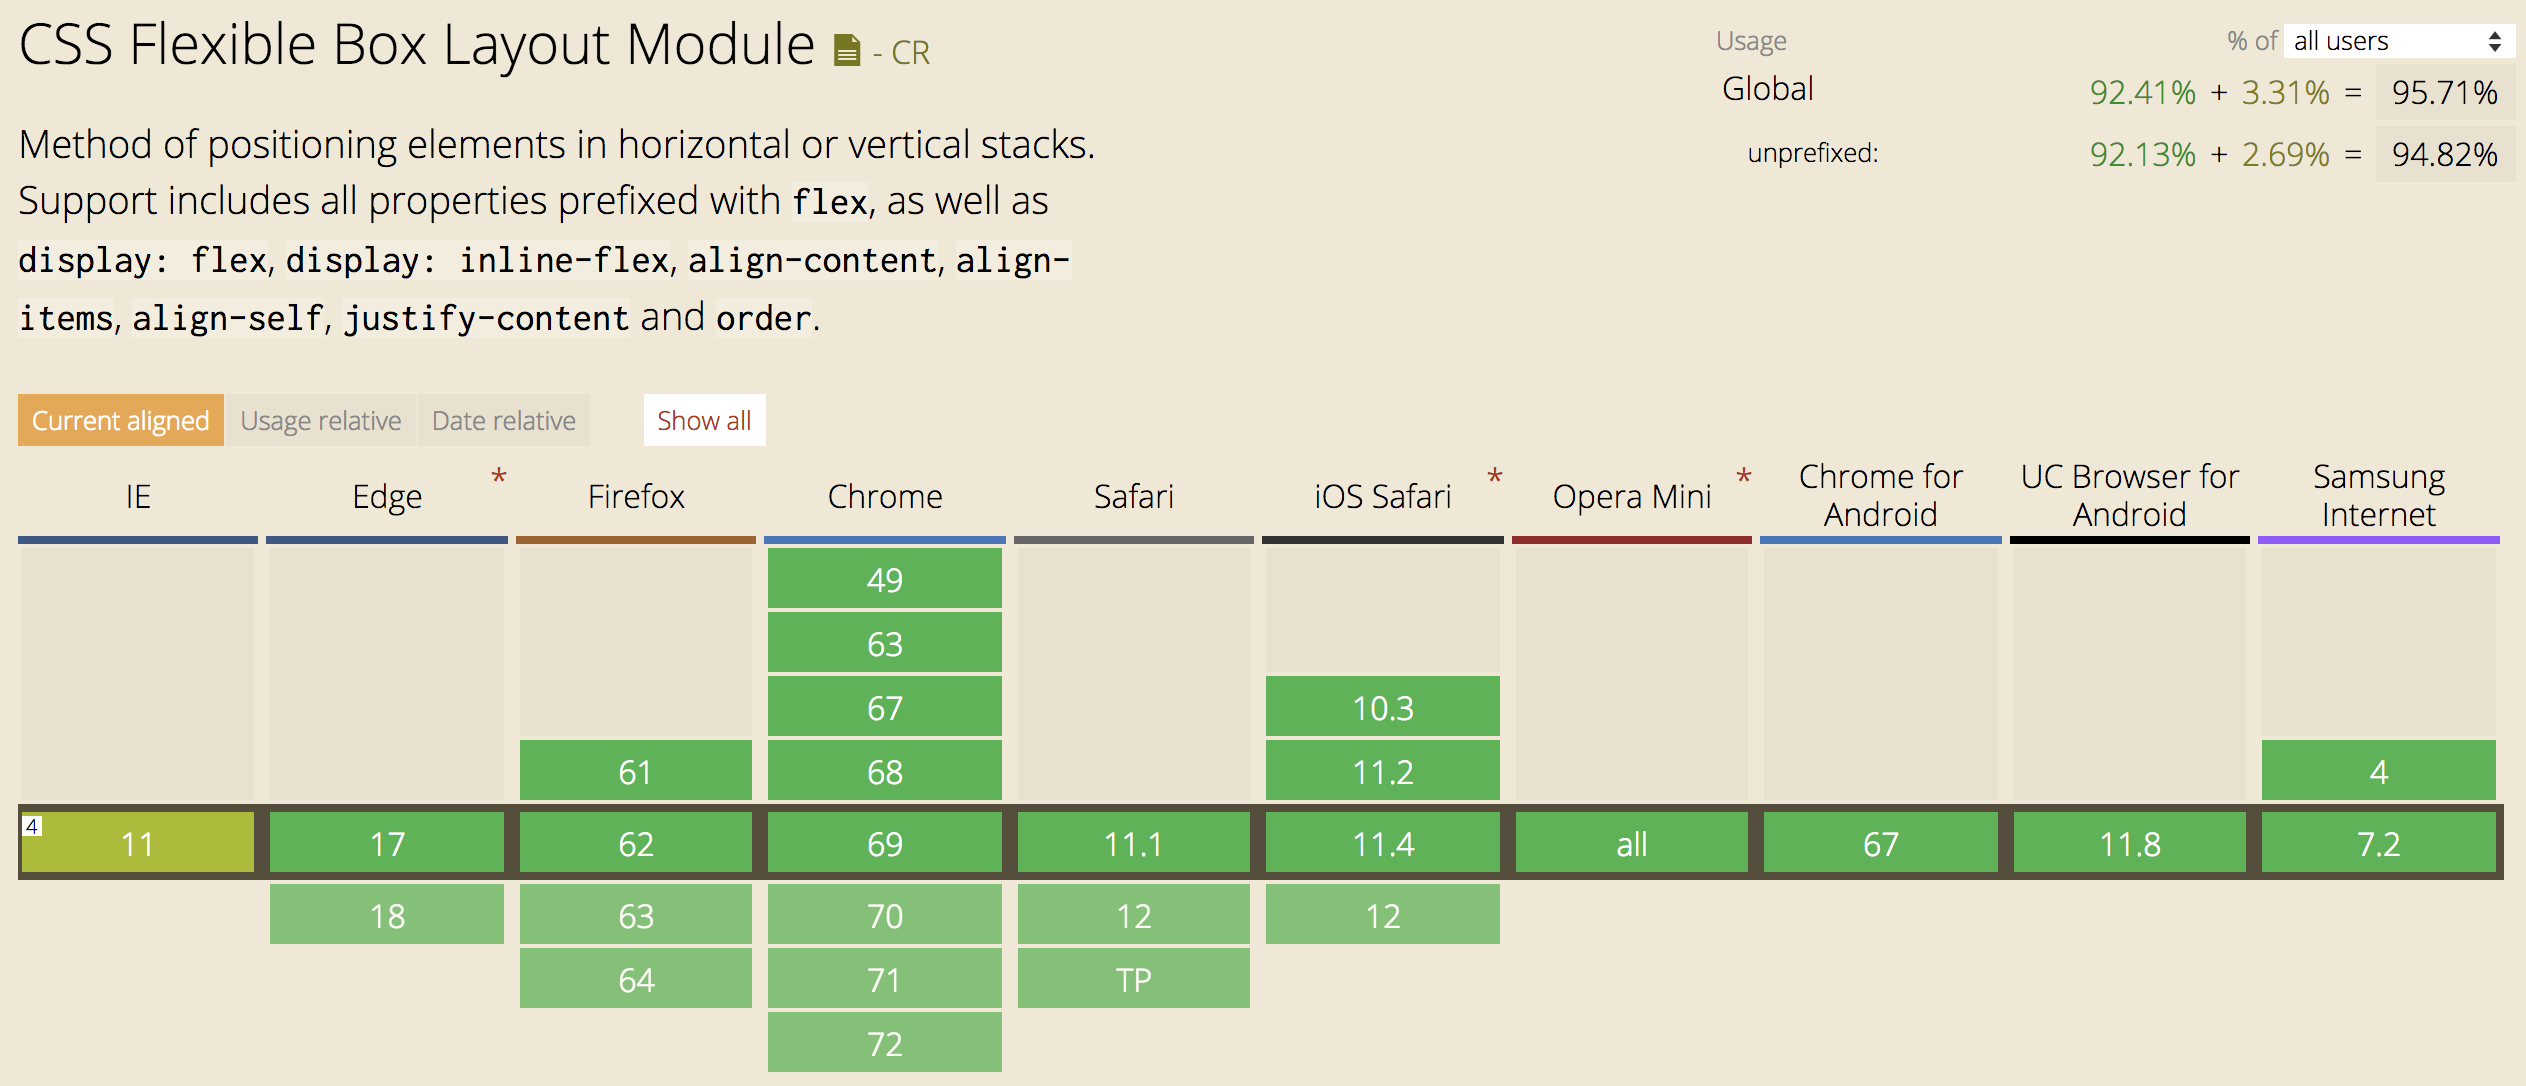 CSS Flexible Box Layout Module - CR
Usage % of all users
Global 92.41% + 3.31% = 95.71%
unprefixed: 92.13% + 2.69% = 94.82%
Method of positioning elements in horizontal or vertical stacks.
Support includes all properties prefixed with flex, as well as
display: flex, display: inline-flex, align-content, align-
items, align-self, justify-content and order.
Current aligned Usage relative Date relative Show all
IE Edge * Firefox Chrome Safari iOS Safari * Opera Mini * Chrome for Android UC Browser for Android Samsung Internet
49
63
67 10.3
61 68 11.2 4
4 11 17 62 69 11.1 11.4 all 67 11.8 7.2
18 63 70 12 12
64 71 TP
72